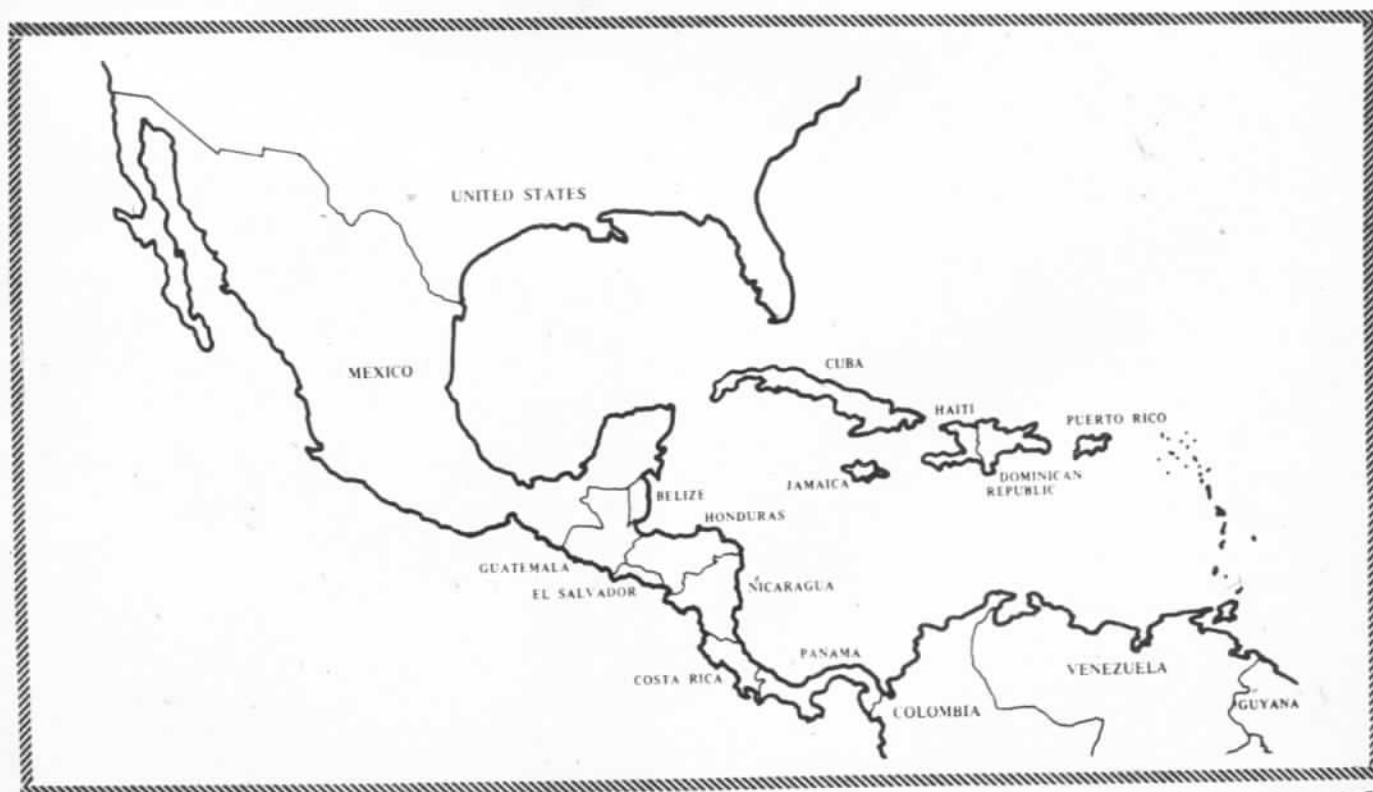 UNITED STATES
MEXICO
CUBA
HAITI
PUERTO RICO
JAMAICA
DOMINICAN
REPUBLIC
BELIZE
HONDURAS
GUATEMALA
EL SALVADOR
NICARAGUA
PANAMA
COSTA RICA
VENEZUELA
COLOMBIA
GUYANA